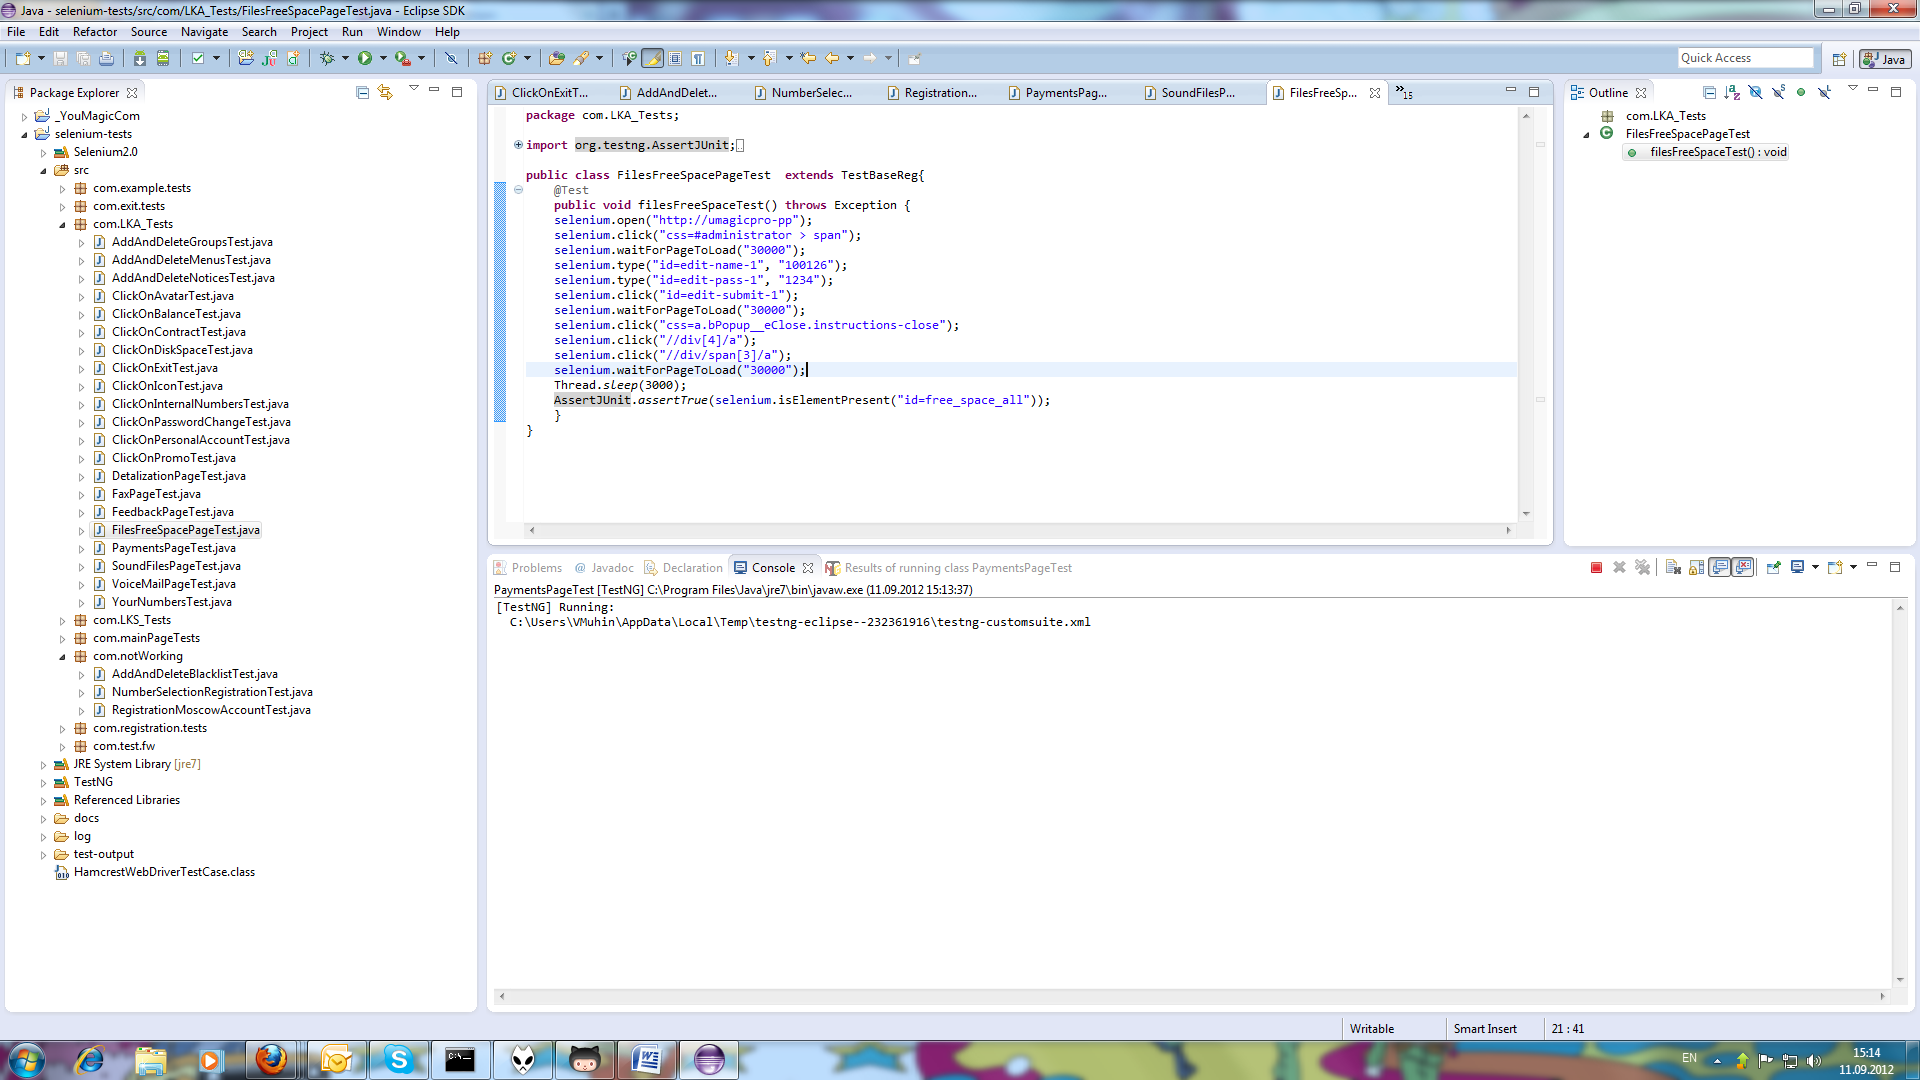 Java - selenium-tests/src/com/LKA_Tests/FilesFreeSpacePageTest.java - Eclipse SDK
File Edit Refactor Source Navigate Search Project Run Window Help
Quick Access
Java
Package Explorer
_YouMagicCom
selenium-tests
Selenium2.0
src
com.example.tests
com.exit.tests
com.LKA_Tests
AddAndDeleteGroupsTest.java
AddAndDeleteMenusTest.java
AddAndDeleteNoticesTest.java
ClickOnAvatarTest.java
ClickOnBalanceTest.java
ClickOnContractTest.java
ClickOnDiskSpaceTest.java
ClickOnExitTest.java
ClickOnIconTest.java
ClickOnInternalNumbersTest.java
ClickOnPasswordChangeTest.java
ClickOnPersonalAccountTest.java
ClickOnPromoTest.java
DetalizationPageTest.java
FaxPageTest.java
FeedbackPageTest.java
FilesFreeSpacePageTest.java
PaymentsPageTest.java
SoundFilesPageTest.java
VoiceMailPageTest.java
YourNumbersTest.java
com.LKS_Tests
com.mainPageTests
com.notWorking
AddAndDeleteBlacklistTest.java
NumberSelectionRegistrationTest.java
RegistrationMoscowAccountTest.java
com.registration.tests
com.test.fw
JRE System Library [jre7]
TestNG
Referenced Libraries
docs
log
test-output
HamcrestWebDriverTestCase.class
ClickOnExitT... AddAndDelet... NumberSelec... Registration... PaymentsPag... SoundFilesP... FilesFreeSp... »15
package com.LKA_Tests;
import org.testng.AssertJUnit;
public class FilesFreeSpacePageTest  extends TestBaseReg{
@Test
public void filesFreeSpaceTest() throws Exception {
selenium.open("http://umagicpro-pp");
selenium.click("css=#administrator > span");
selenium.waitForPageToLoad("30000");
selenium.type("id=edit-name-1", "100126");
selenium.type("id=edit-pass-1", "1234");
selenium.click("id=edit-submit-1");
selenium.waitForPageToLoad("30000");
selenium.click("css=a.bPopup__eClose.instructions-close");
selenium.click("//div[4]/a");
selenium.click("//div/span[3]/a");
selenium.waitForPageToLoad("30000");
Thread.sleep(3000);
AssertJUnit.assertTrue(selenium.isElementPresent("id=free_space_all"));
}
}
Outline
com.LKA_Tests
FilesFreeSpacePageTest
filesFreeSpaceTest() : void
Problems @ Javadoc Declaration Console Results of running class PaymentsPageTest
PaymentsPageTest [TestNG] C:\Program Files\Java\jre7\bin\javaw.exe (11.09.2012 15:13:37)
[TestNG] Running:
C:\Users\VMuhin\AppData\Local\Temp\testng-eclipse--232361916\testng-customsuite.xml
Writable Smart Insert 21 : 41
EN
15:14
11.09.2012